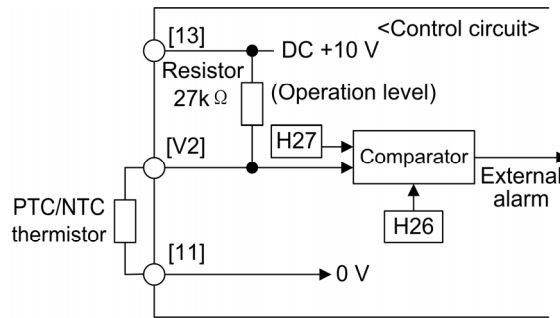 [13]
<Control circuit>
DC +10 V
Resistor
27k Ω
(Operation level)
H27
[V2]
Comparator
External
alarm
PTC/NTC
thermistor
H26
[11]
0 V